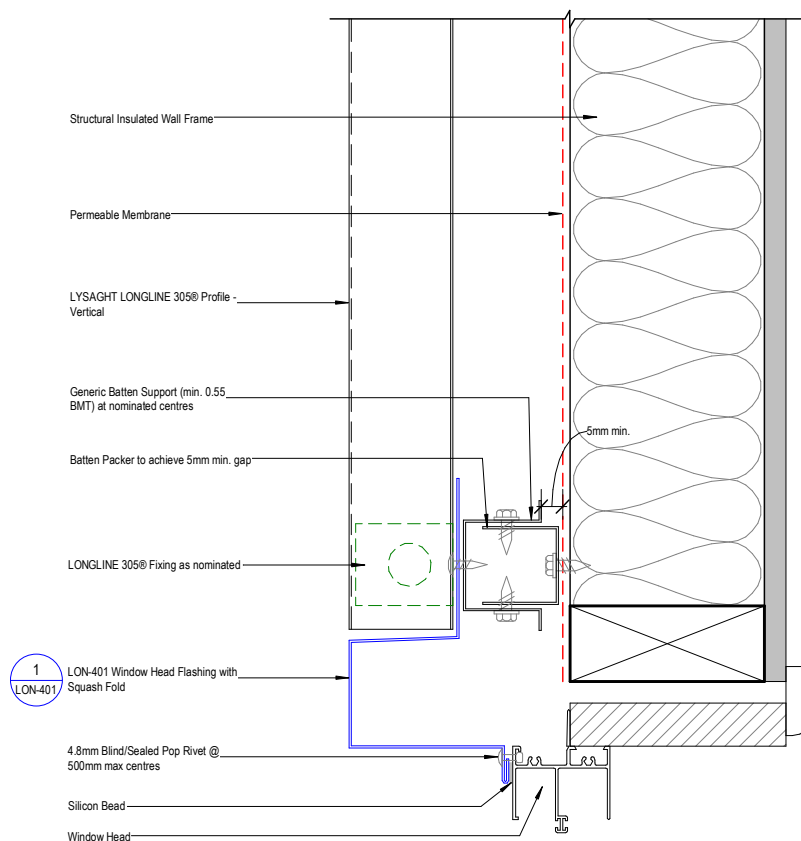 Structural Insulated Wall Frame
Permeable Membrane
LYSAGHT LONGLINE 305® Profile -
Vertical
Generic Batten Support (min. 0.55
BMT) at nominated centres
5mm min.
Batten Packer to achieve 5mm min. gap
LONGLINE 305® Fixing as nominated
1
LON-401
LON-401 Window Head Flashing with
Squash Fold
4.8mm Blind/Sealed Pop Rivet @
500mm max centres
Silicon Bead
Window Head